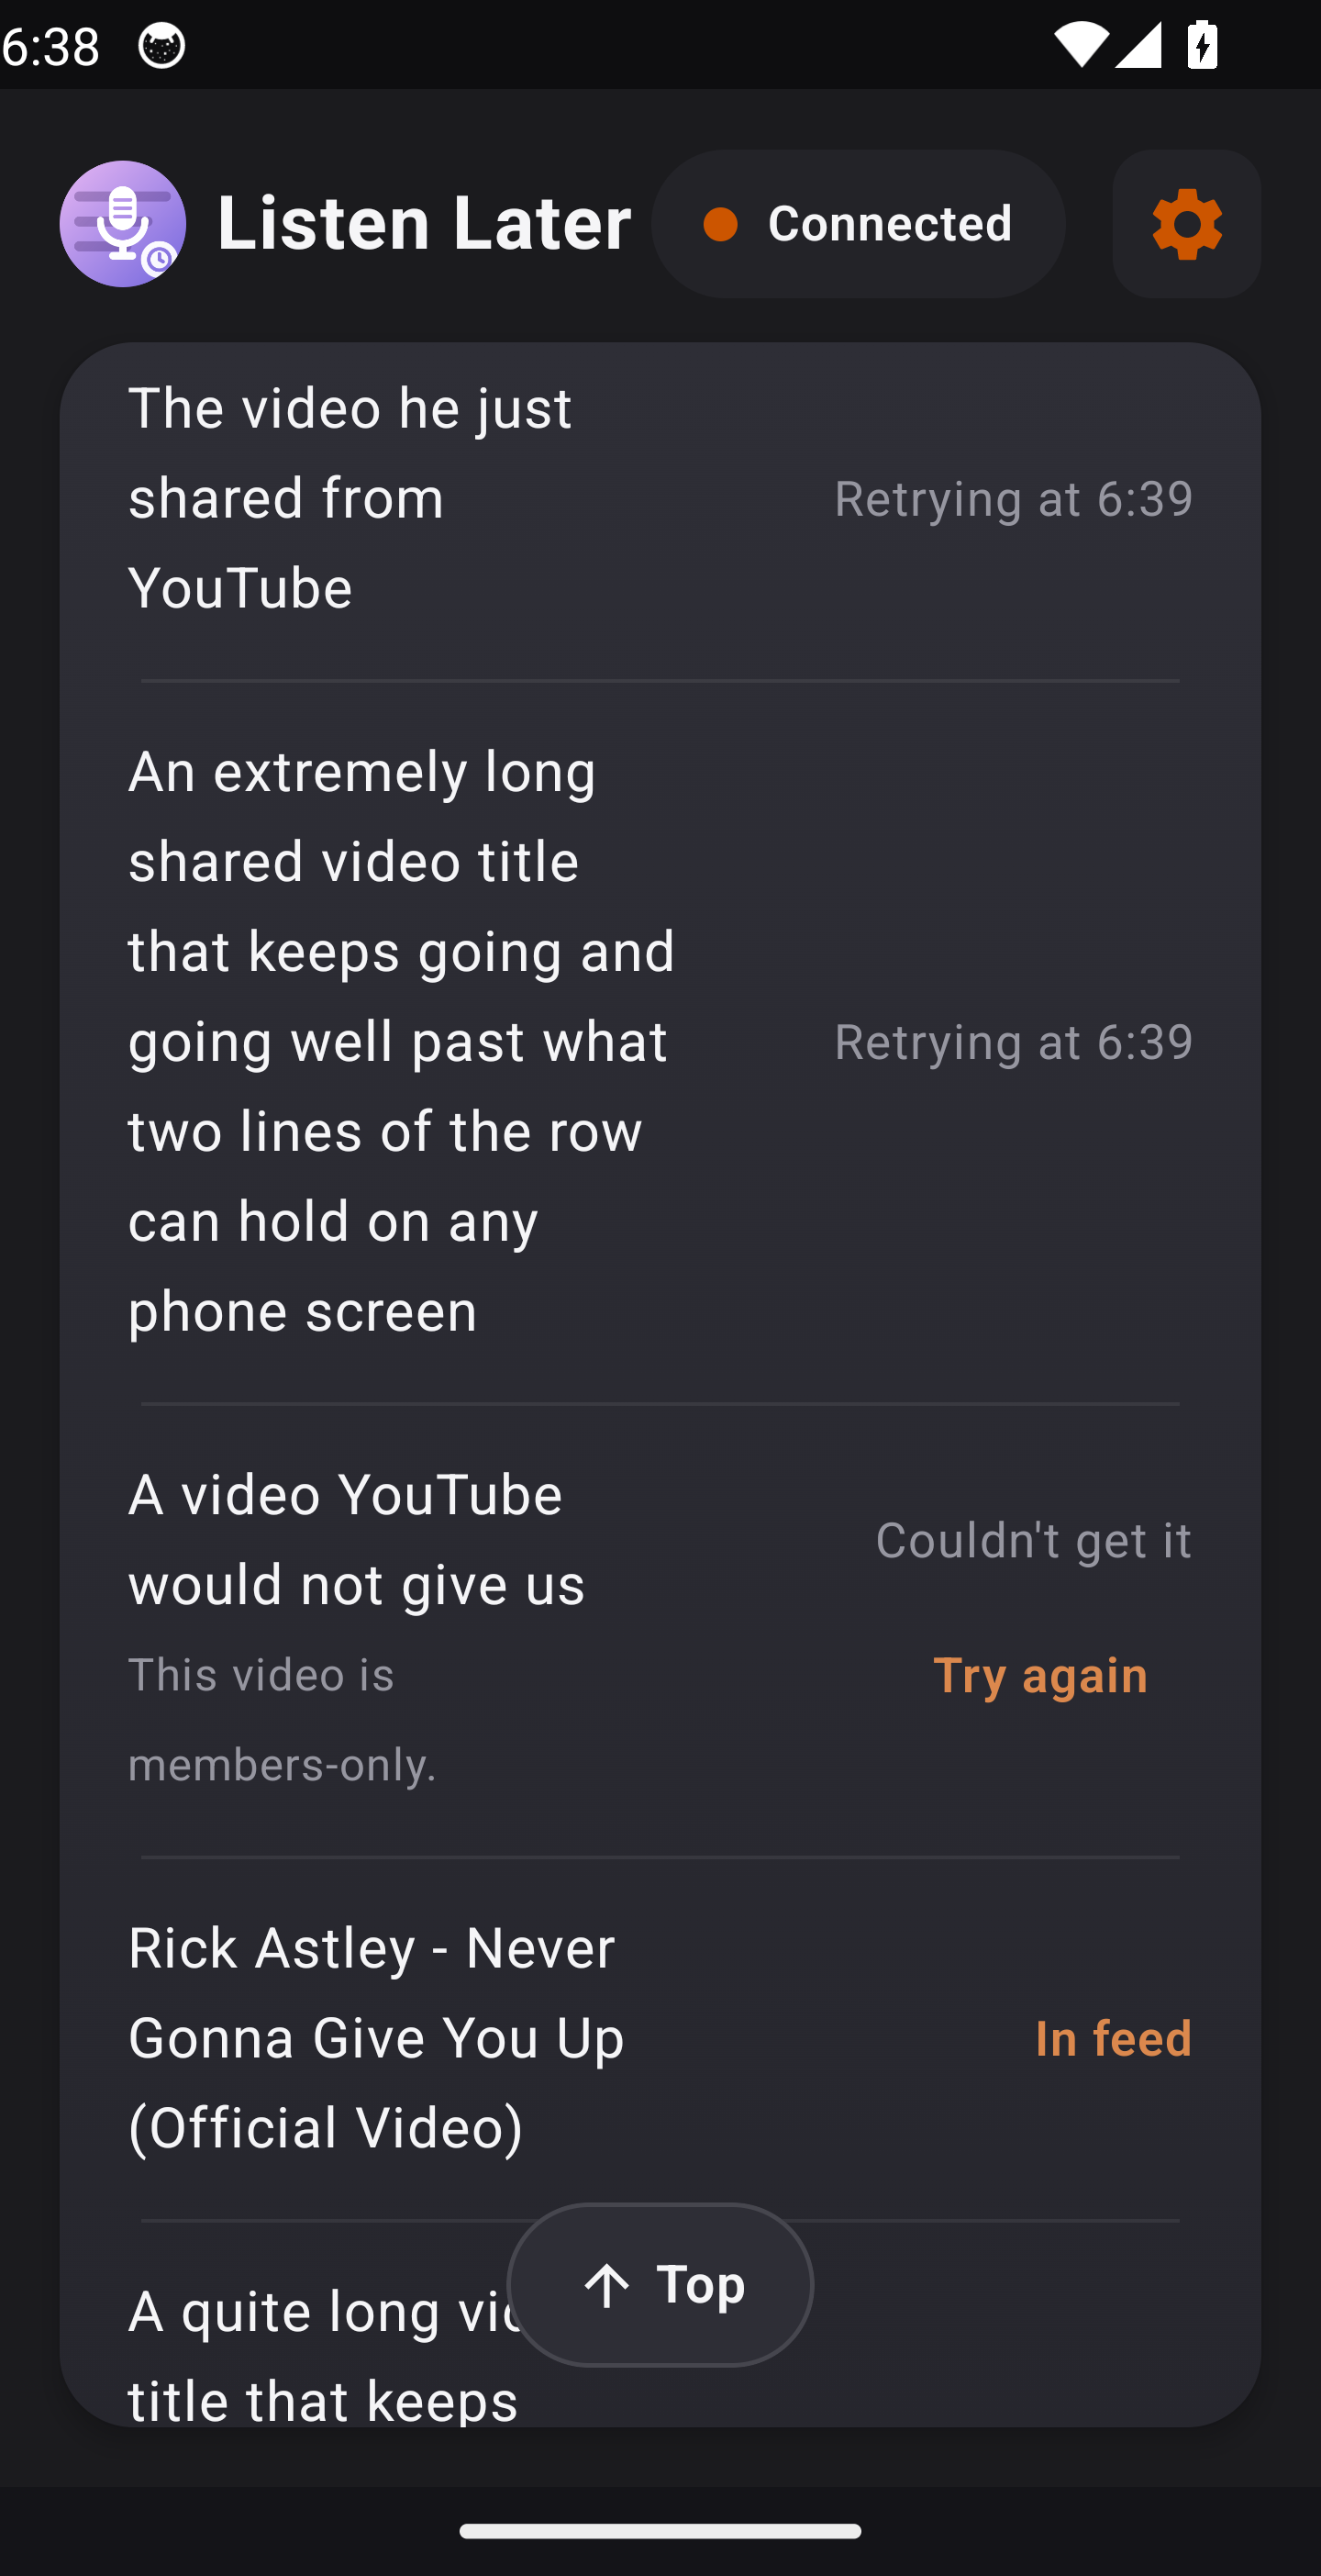 6:38
Listen Later
Connected
The video he just
shared from
YouTube
Retrying at 6:39
An extremely long
shared video title
that keeps going and
going well past what
two lines of the row
can hold on any
phone screen
Retrying at 6:39
A video YouTube
would not give us
This video is
members-only.
Couldn't get it
Try again
Rick Astley - Never
Gonna Give You Up
(Official Video)
In feed
A quite long
title that keeps
Top